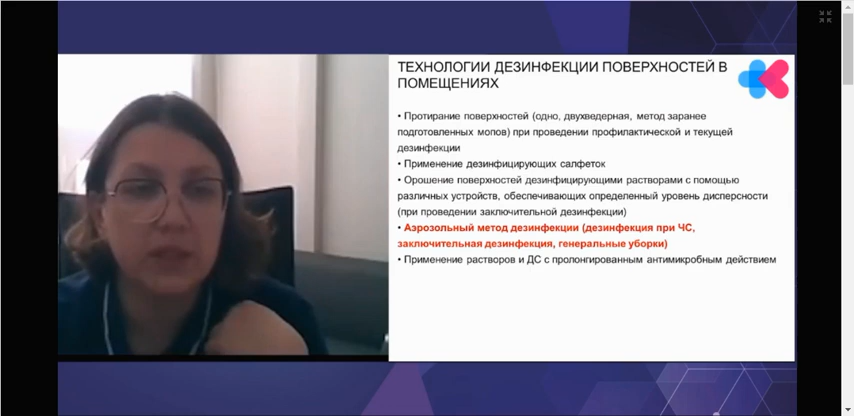 ТЕХНОЛОГИИ ДЕЗИНФЕКЦИИ ПОВЕРХНОСТЕЙ В
ПОМЕЩЕНИЯХ
• Протирание поверхностей (одно, двухведерная, метод заранее
подготовленных мопов) при проведении профилактической и текущей
дезинфекции
• Применение дезинфицирующих салфеток
• Орошение поверхностей дезинфицирующими растворами с помощью
различных устройств, обеспечивающих определенный уровень дисперсности
(при проведении заключительной дезинфекции)
• Аэрозольный метод дезинфекции (дезинфекция при ЧС,
заключительная дезинфекция, генеральные уборки)
• Применение растворов и ДС с пролонгированным антимикробным действием